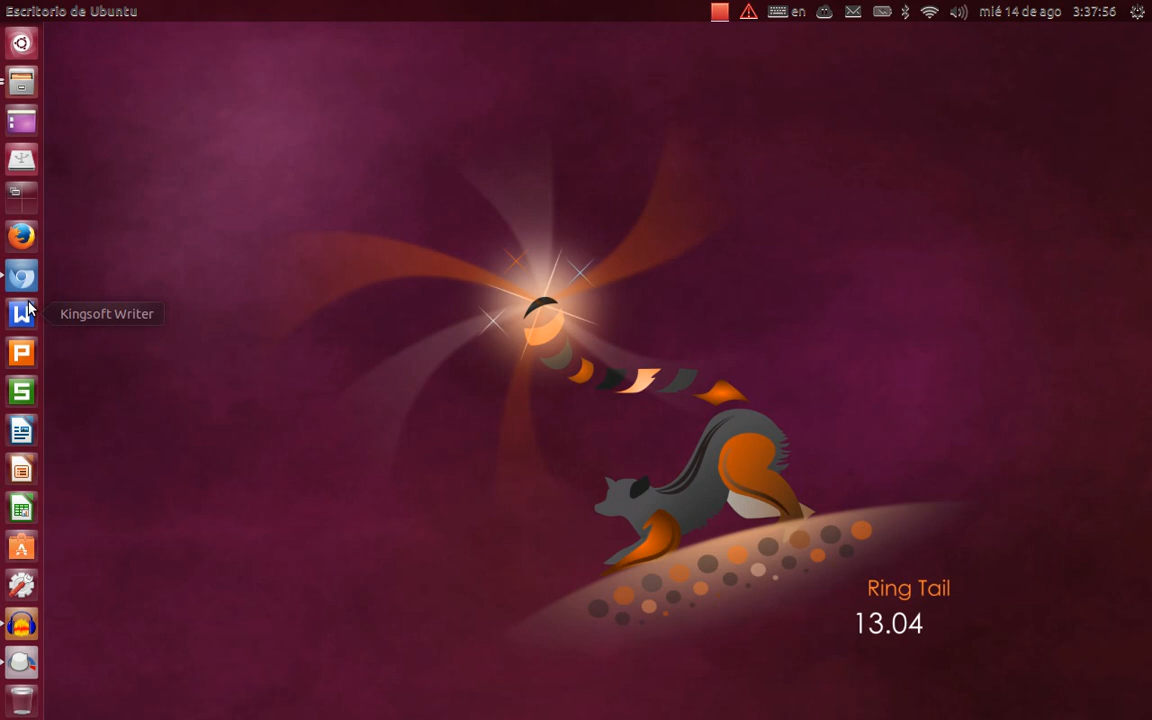 Escritorio de Ubuntu
en
mié 14 de ago
3:37:56
W
Kingsoft Writer
P
S
A
Ring Tail
13.04